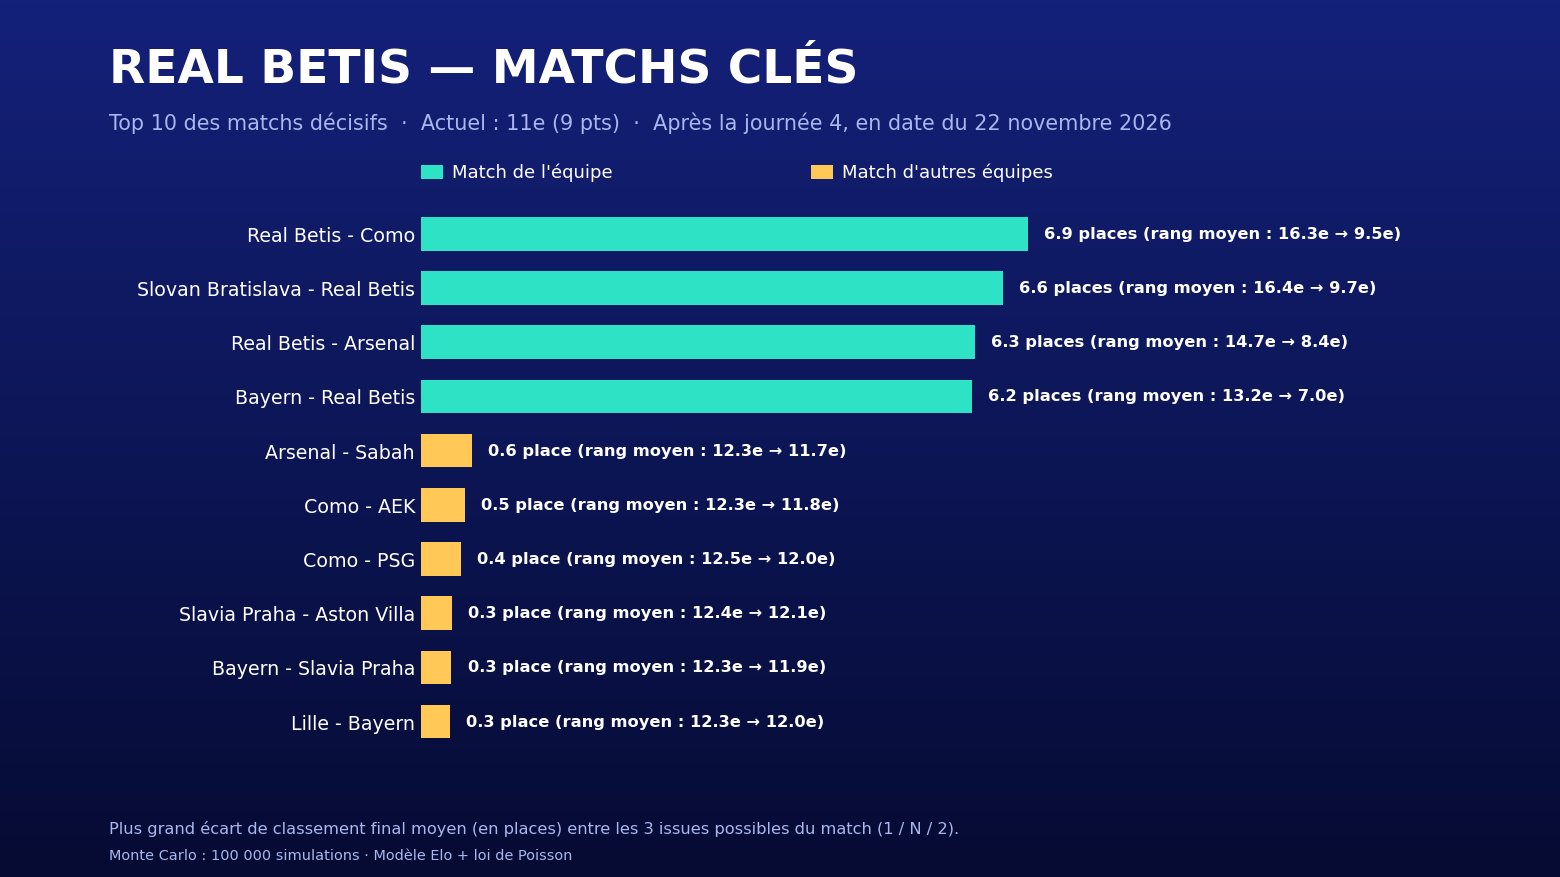 REAL BETIS — MATCHS CLÉS
Top 10 des matchs décisifs · Actuel : 11e (9 pts) · Après la journée 4, en date du 22 novembre 2026
Match de l'équipe
Match d'autres équipes
Real Betis - Como 6.9 places (rang moyen : 16.3e → 9.5e)
Slovan Bratislava - Real Betis 6.6 places (rang moyen : 16.4e → 9.7e)
Real Betis - Arsenal 6.3 places (rang moyen : 14.7e → 8.4e)
Bayern - Real Betis 6.2 places (rang moyen : 13.2e → 7.0e)
Arsenal - Sabah 0.6 place (rang moyen : 12.3e → 11.7e)
Como - AEK 0.5 place (rang moyen : 12.3e → 11.8e)
Como - PSG 0.4 place (rang moyen : 12.5e → 12.0e)
Slavia Praha - Aston Villa 0.3 place (rang moyen : 12.4e → 12.1e)
Bayern - Slavia Praha 0.3 place (rang moyen : 12.3e → 11.9e)
Lille - Bayern 0.3 place (rang moyen : 12.3e → 12.0e)
Plus grand écart de classement final moyen (en places) entre les 3 issues possibles du match (1 / N / 2).
Monte Carlo : 100 000 simulations · Modèle Elo + loi de Poisson